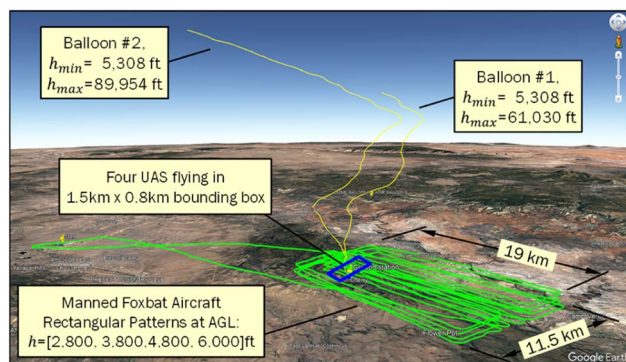 Balloon #2,
hmin= 5,308 ft
hmax=89,954 ft
Balloon #1,
hmin= 5,308 ft
hmax=61,030 ft
Four UAS flying in
1.5km x 0.8km bounding box
19 km
Manned Foxbat Aircraft
Rectangular Patterns at AGL:
h=[2,800, 3,800,4,800, 6,000]ft
Flower Pot
11.5 km
Google Earth